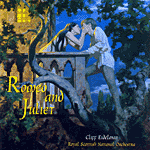 Romeo
and
Juliet
Cliff Eidelman
Royal Scottish National Orchestra